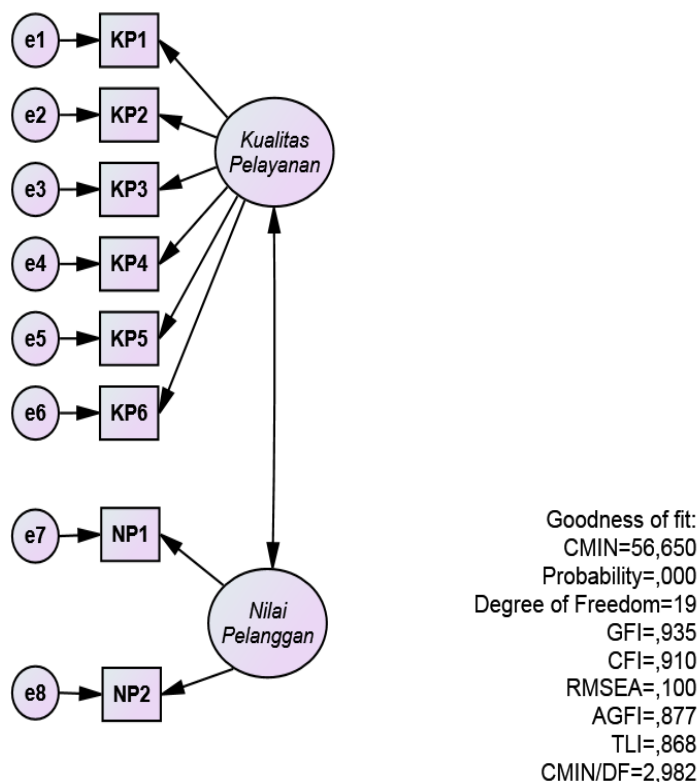 e1
KP1
e2
KP2
Kualitas
Pelayanan
e3
KP3
e4
KP4
e5
KP5
e6
KP6
e7
NP1
Nilai
Pelanggan
e8
NP2
Goodness of fit:
CMIN=56,650
Probability=,000
Degree of Freedom=19
GFI=,935
CFI=,910
RMSEA=,100
AGFI=,877
TLI=,868
CMIN/DF=2,982